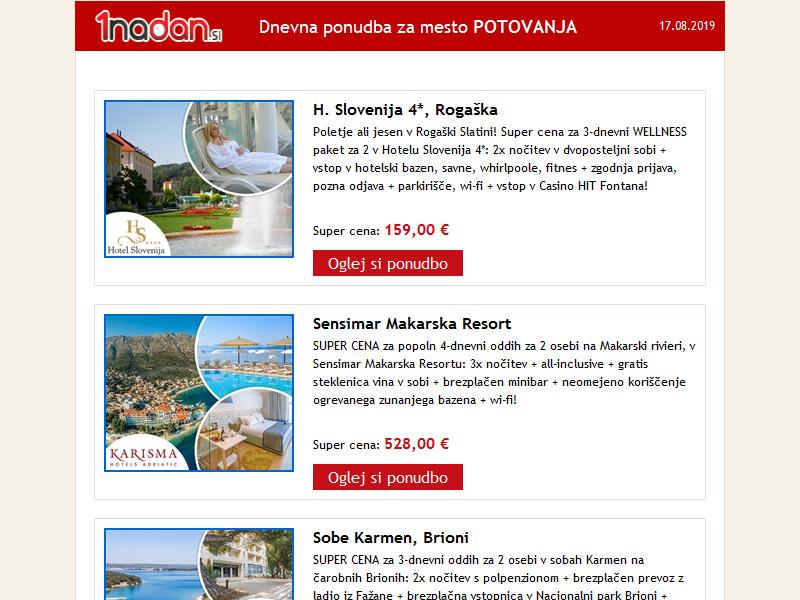 1nadan.si
Dnevna ponudba za mesto POTOVANJA
17.08.2019
H. Slovenija 4*, Rogaška
Poletje ali jesen v Rogaški Slatini! Super cena za 3-dnevni WELLNESS
paket za 2 v Hotelu Slovenija 4*: 2x nočitev v dvoposteljni sobi +
vstop v hotelski bazen, savne, whirlpoole, fitnes + zgodnja prijava,
pozna odjava + parkirišče, wi-fi + vstop v Casino HIT Fontana!
Super cena: 159,00 €
Oglej si ponudbo
HS
Hotel Slovenija
Sensimar Makarska Resort
SUPER CENA za popoln 4-dnevni oddih za 2 osebi na Makarski rivieri, v
Sensimar Makarska Resortu: 3x nočitev + all-inclusive + gratis
steklenica vina v sobi + brezplačen minibar + neomejeno koriščenje
ogrevanega zunanjega bazena + wi-fi!
Super cena: 528,00 €
Oglej si ponudbo
KARISMA
HOTELS ADRIATIC
Sobe Karmen, Brioni
SUPER CENA za 3-dnevni oddih za 2 osebi v sobah Karmen na
čarobnih Brionih: 2x nočitev s polpenzionom + brezplačen prevoz z
ladjo iz Fažane + brezplačna vstopnica v Nacionalni park Brioni +